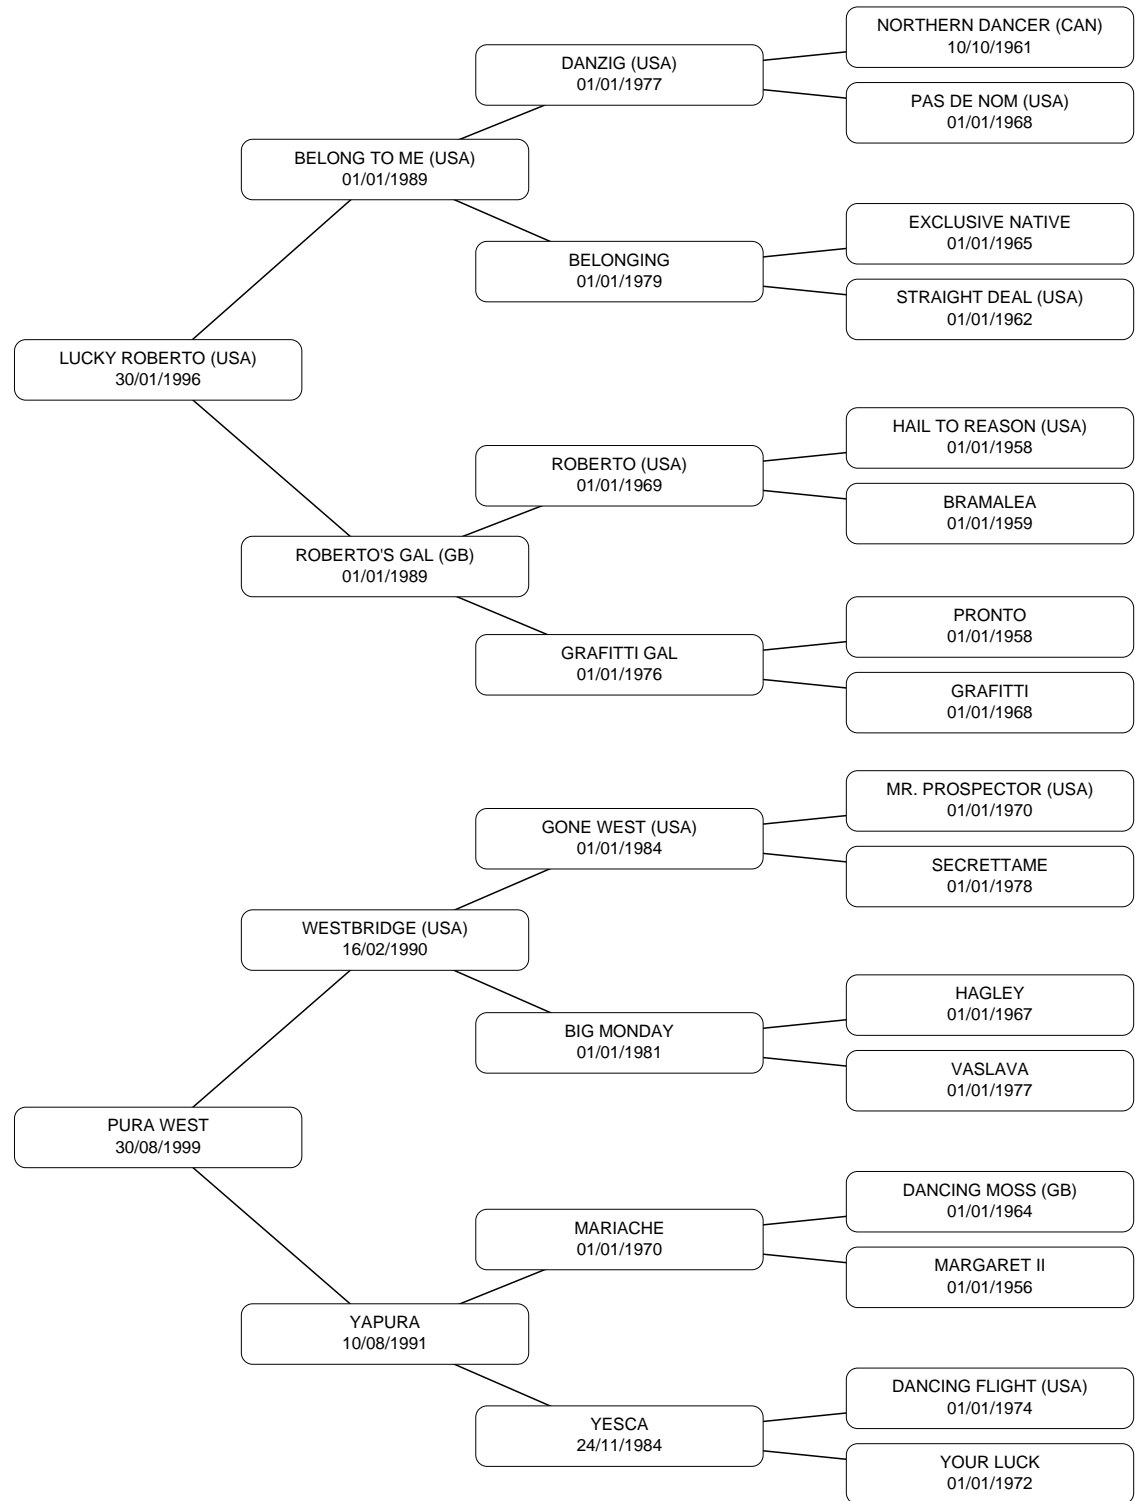 NORTHERN DANCER (CAN)
10/10/1961
DANZIG (USA)
01/01/1977
PAS DE NOM (USA)
01/01/1968
BELONG TO ME (USA)
01/01/1989
EXCLUSIVE NATIVE
01/01/1965
BELONGING
01/01/1979
STRAIGHT DEAL (USA)
01/01/1962
LUCKY ROBERTO (USA)
30/01/1996
HAIL TO REASON (USA)
01/01/1958
ROBERTO (USA)
01/01/1969
BRAMALEA
01/01/1959
ROBERTO'S GAL (GB)
01/01/1989
PRONTO
01/01/1958
GRAFITTI GAL
01/01/1976
GRAFITTI
01/01/1968
MR. PROSPECTOR (USA)
01/01/1970
GONE WEST (USA)
01/01/1984
SECRETTAME
01/01/1978
WESTBRIDGE (USA)
16/02/1990
HAGLEY
01/01/1967
BIG MONDAY
01/01/1981
VASLAVA
01/01/1977
PURA WEST
30/08/1999
DANCING MOSS (GB)
01/01/1964
MARIACHE
01/01/1970
MARGARET II
01/01/1956
YAPURA
10/08/1991
DANCING FLIGHT (USA)
01/01/1974
YESCA
24/11/1984
YOUR LUCK
01/01/1972